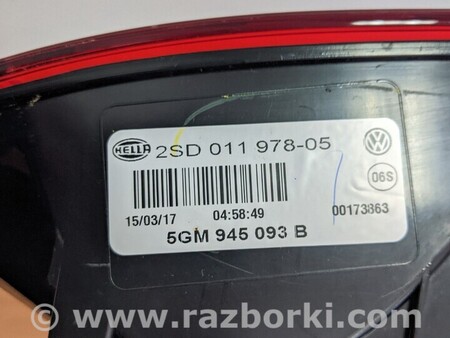 HELLA 2SD 011 978-05
06S
15/03/17 04:58:49 00173863
5GM 945 093 B
www.razborki.com